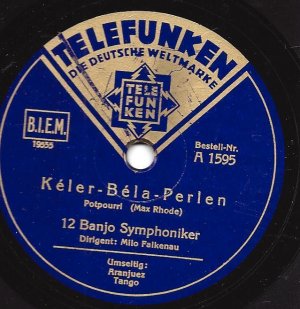 TELEFUNKEN
DIE DEUTSCHE WELTMARKE
TELE
FUN
KEN
B.I.E.M.
Bestell-Nr.
A 1595
Kéler-Béla-Perlen
Potpourri (Max Rhode)
12 Banjo Symphoniker
Dirigent: Milo Falkenau
Umseitig:
Aranjuez
Tango